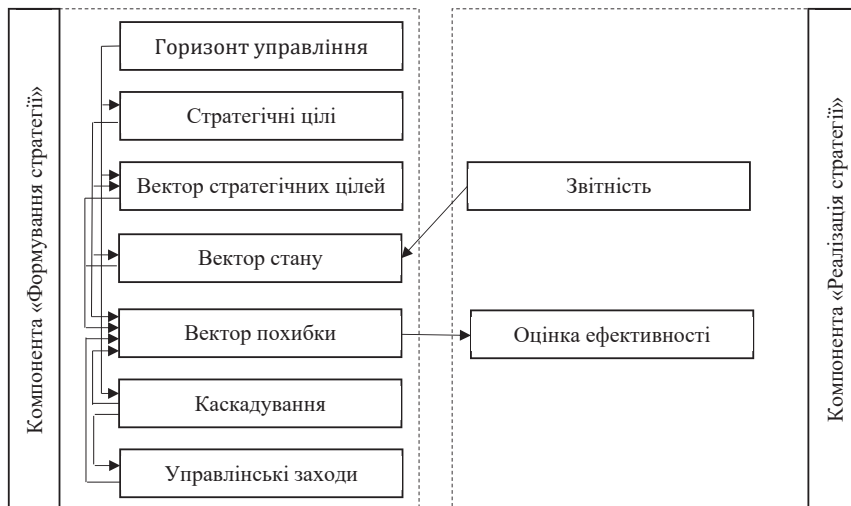 Компонента «Формування стратегії»
Горизонт управління
Стратегічні цілі
Вектор стратегічних цілей
Вектор стану
Вектор похибки
Каскадування
Управлінські заходи
Звітність
Оцінка ефективності
Компонента «Реалізація стратегії»